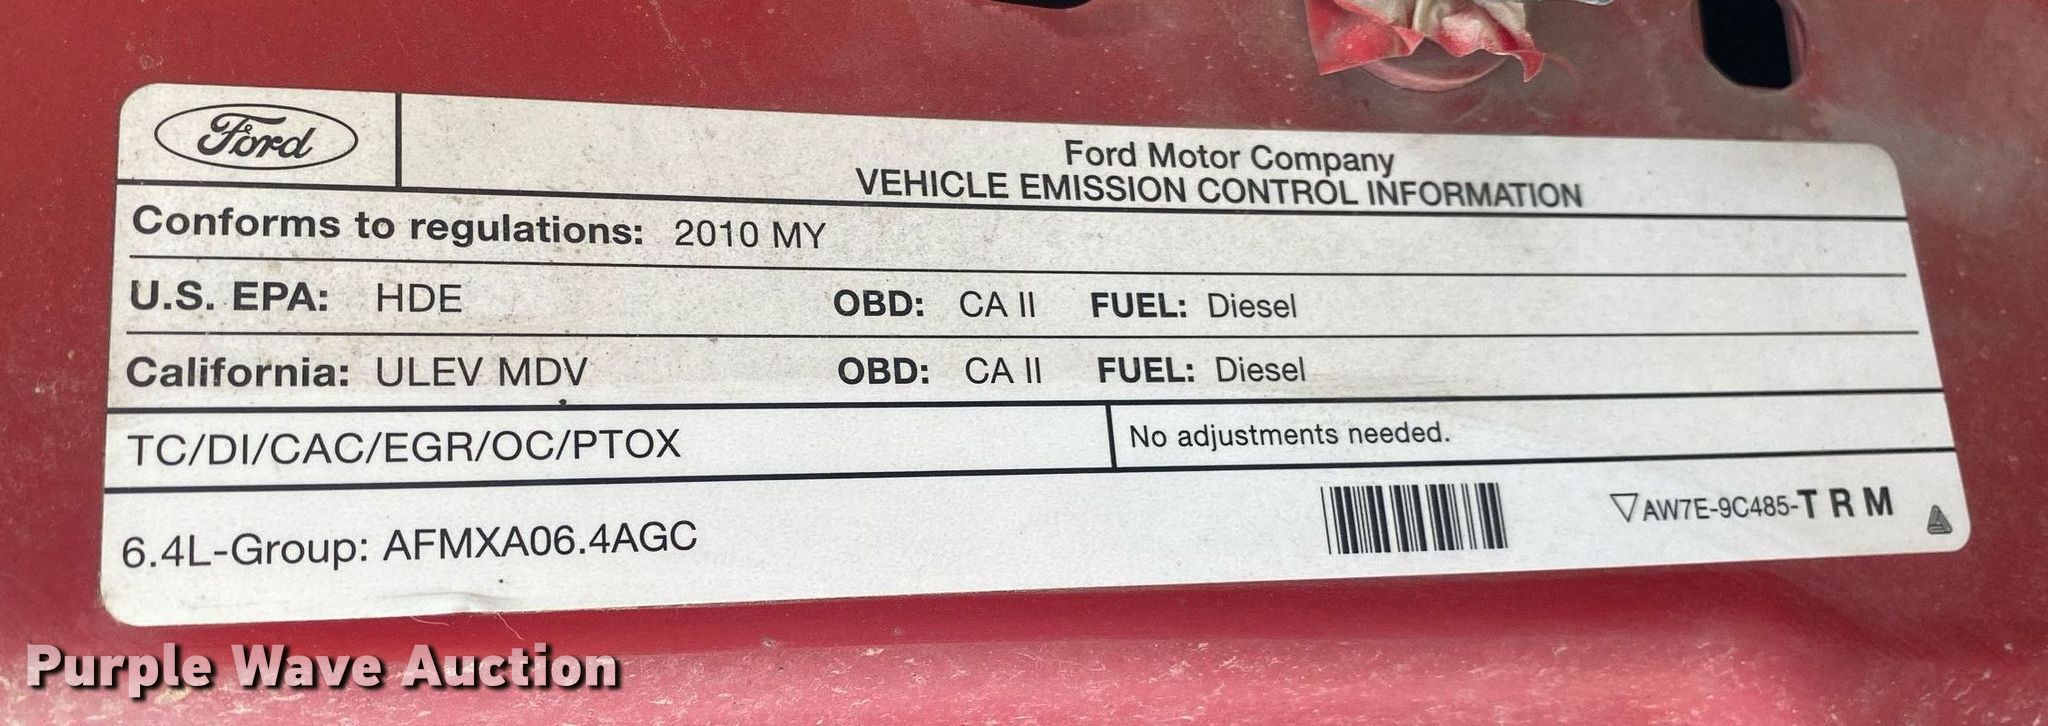 Ford
Ford Motor Company
VEHICLE EMISSION CONTROL INFORMATION
Conforms to regulations: 2010 MY
U.S. EPA: HDE OBD: CA II FUEL: Diesel
California: ULEV MDV OBD: CA II FUEL: Diesel
TC/DI/CAC/EGR/OC/PTOX No adjustments needed.
6.4L-Group: AFMXA06.4AGC AW7E-9C485-TRM
Purple Wave Auction